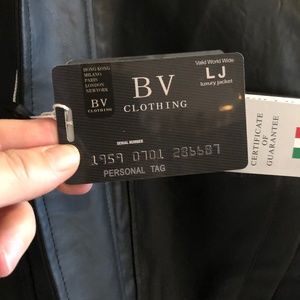 HONG KONG
MILANO
PARIS
LONDON
NEW YORK
BV
CLOTHING
BV
CLOTHING
Valid World Wide
LJ
luxury jacket
SERIAL NUMBER
1959 0701 286687
PERSONAL TAG
CERTIFICATE
OF
GUARANTEE